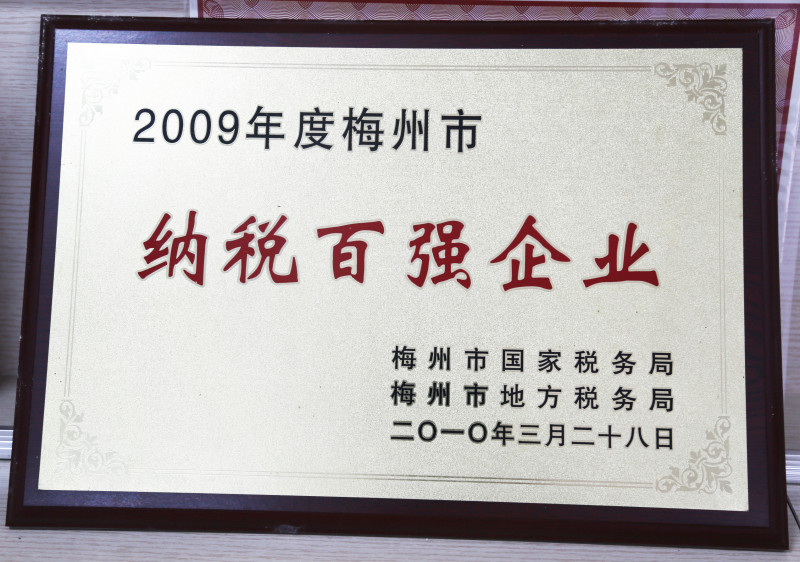 2009年度梅州市
纳税百强企业
梅州市国家税务局
梅州市地方税务局
二〇一〇年三月二十八日